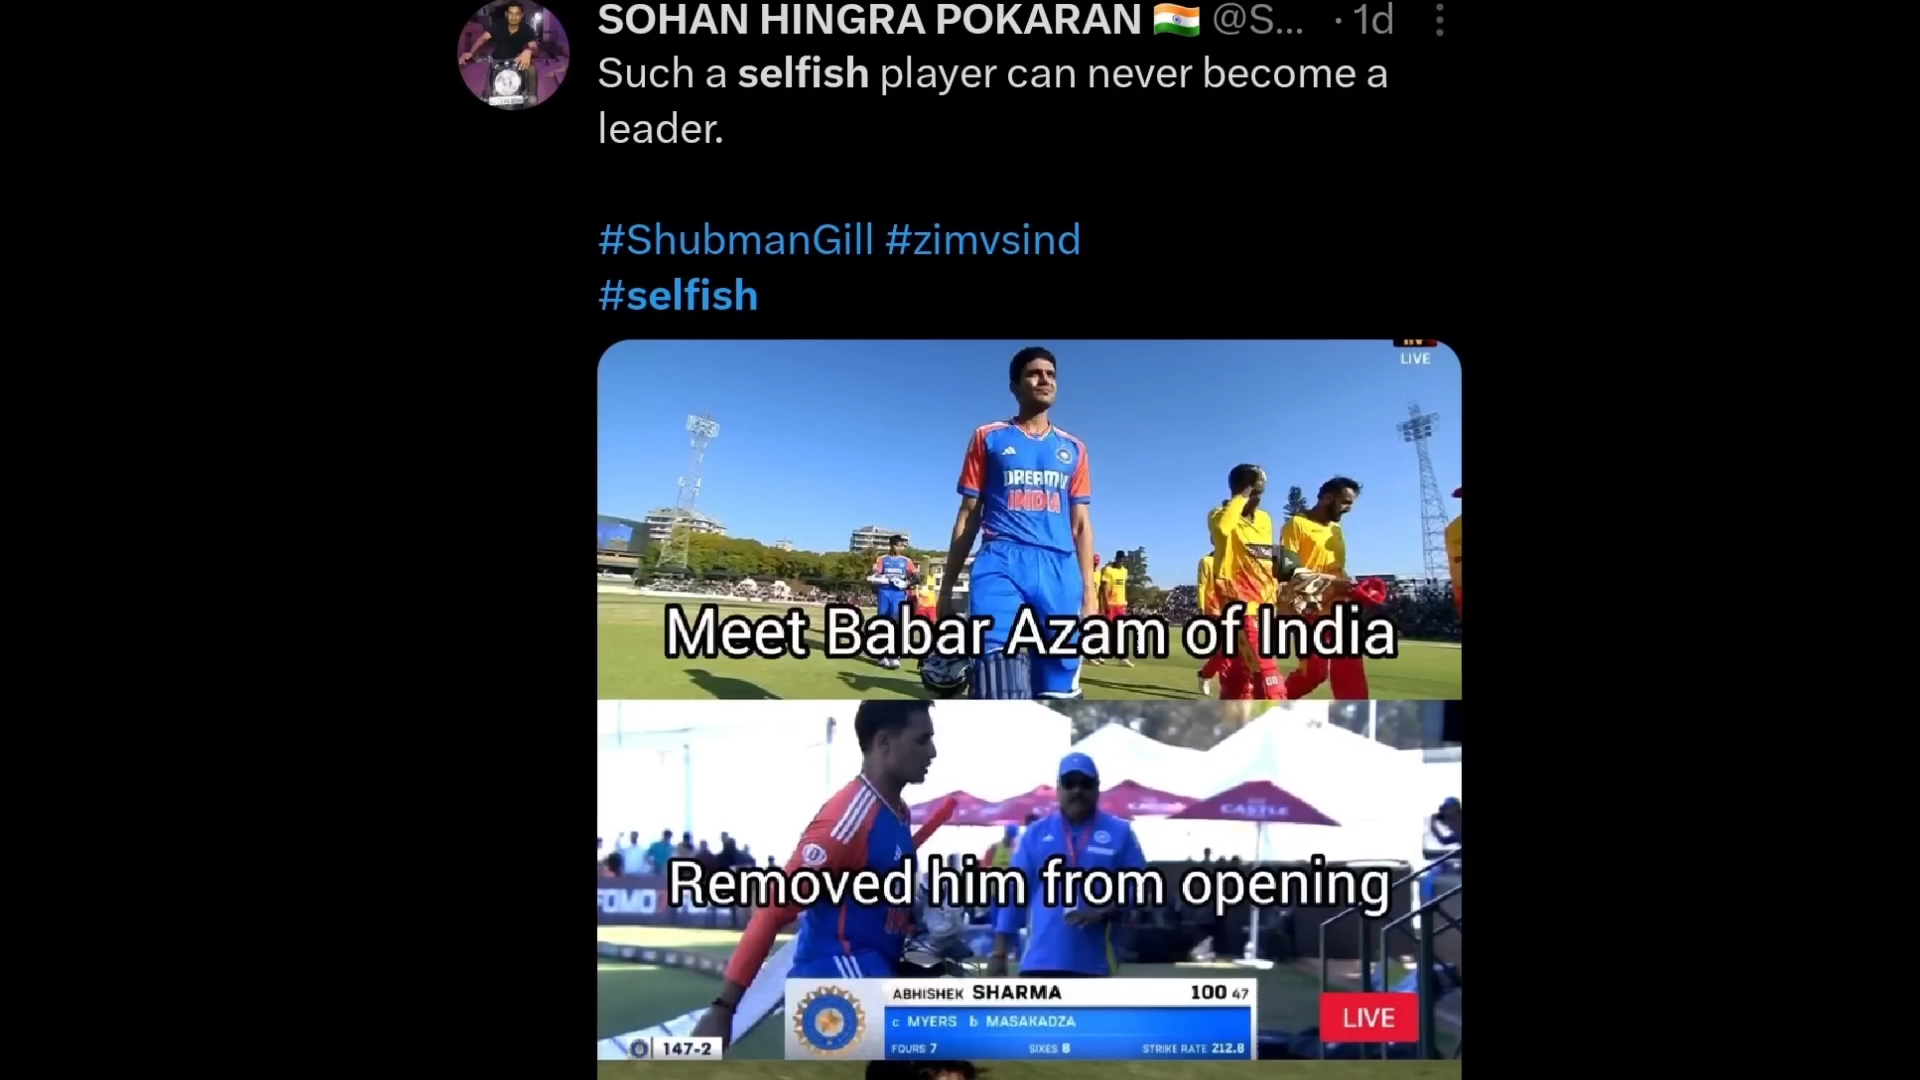 SOHAN HINGRA POKARAN 🇮🇳 @S... · 1d
Such a selfish player can never become a
leader.
#ShubmanGill #zimvsind
#selfish
LIVE
DREAM11
INDIA
Meet Babar Azam of India
CASTLE
Removed him from opening
FOMO
ABHISHEK SHARMA 100 47
c MYERS b MASAKADZA
FOURS 7 SIXES 8 STRIKE RATE 212.8
147-2
LIVE